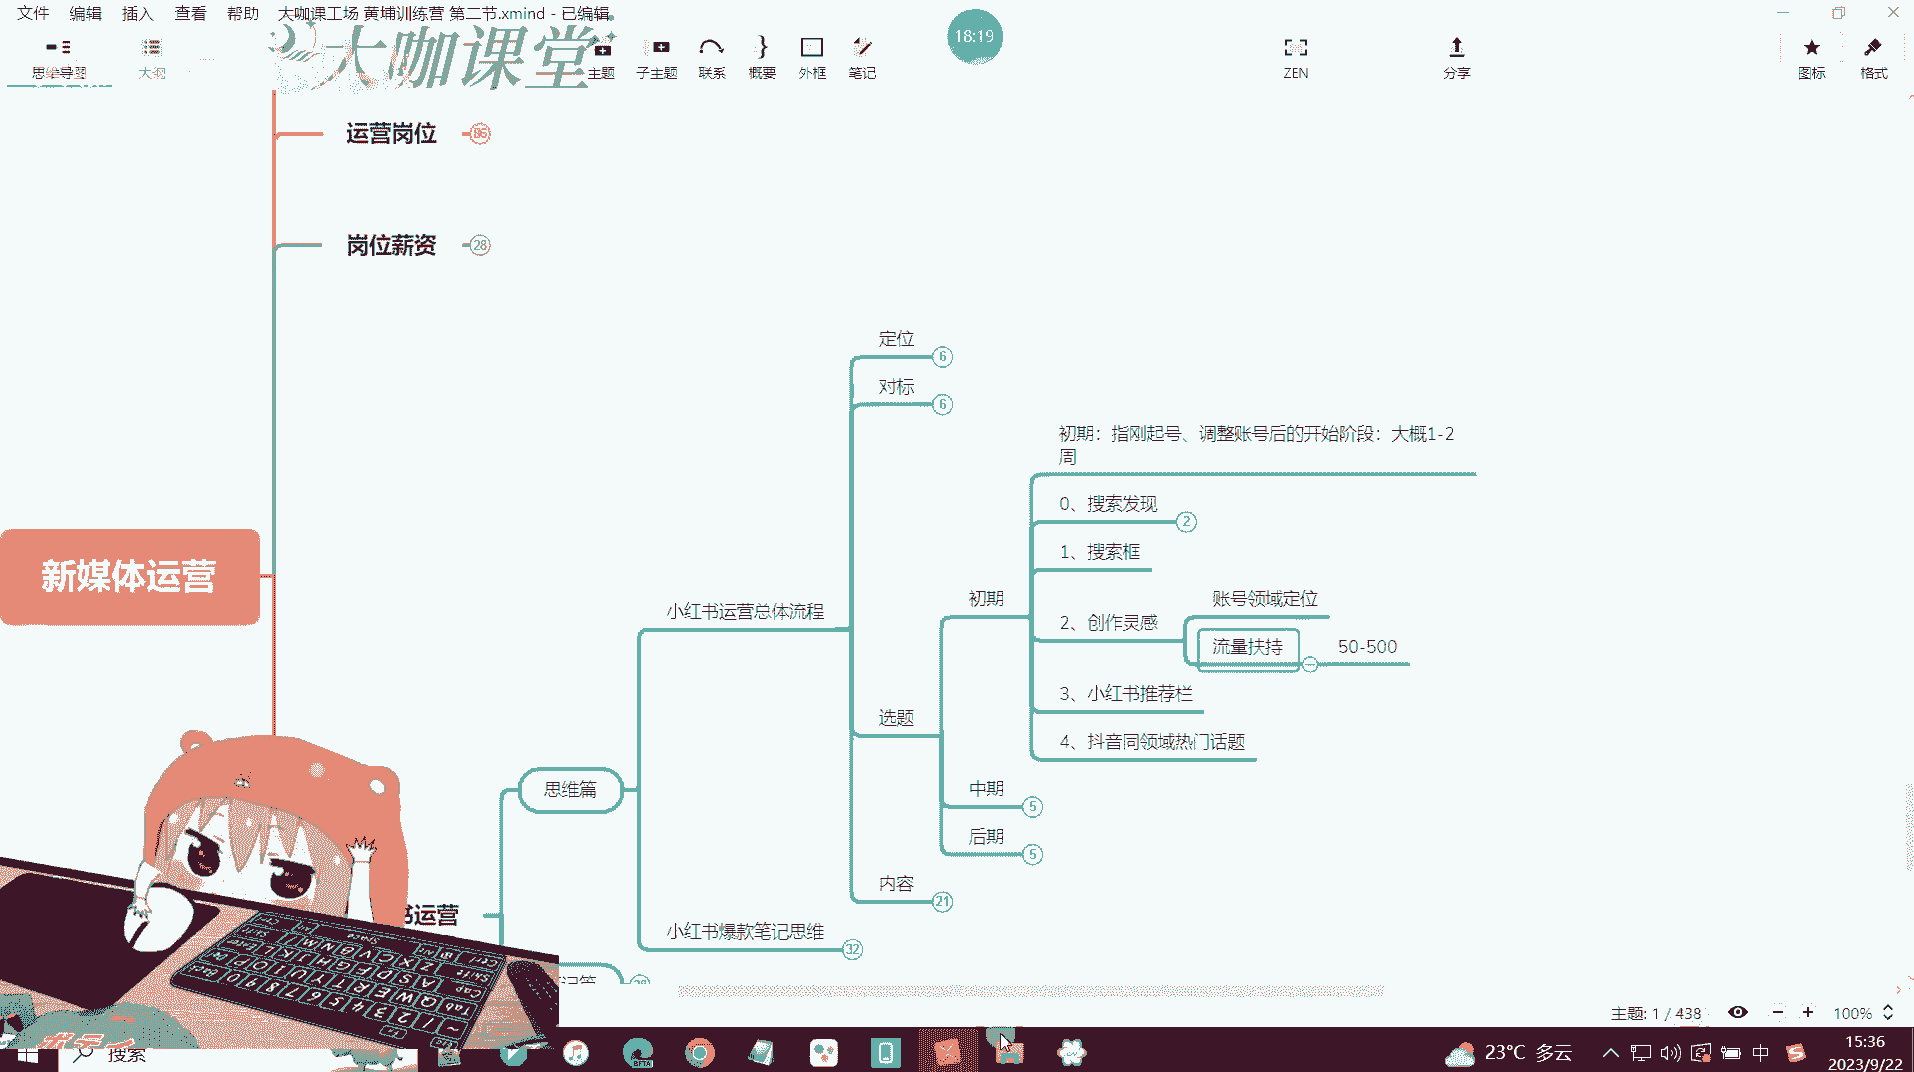 文件 编辑 插入 查看 帮助 大咖课工场 黄埔训练营 第二节.xmind - 已编辑
思维导图 大纲 主题 子主题 联系 概要 外框 笔记 ZEN 分享 图标 格式
大咖课堂
18:19
运营岗位 86
岗位薪资 28
定位 6
对标 6
初期：指刚起号、调整账号后的开始阶段：大概1-2
周
0、搜索发现 2
1、搜索框
新媒体运营
初期
账号领域定位
小红书运营总体流程
2、创作灵感
流量扶持 50-500
3、小红书推荐栏
选题
4、抖音同领域热门话题
思维篇
中期 5
后期 5
内容 21
书运营
小红书爆款笔记思维 32
主题: 1 / 438 100%
搜索
23°C 多云
中
15:36
2023/9/22